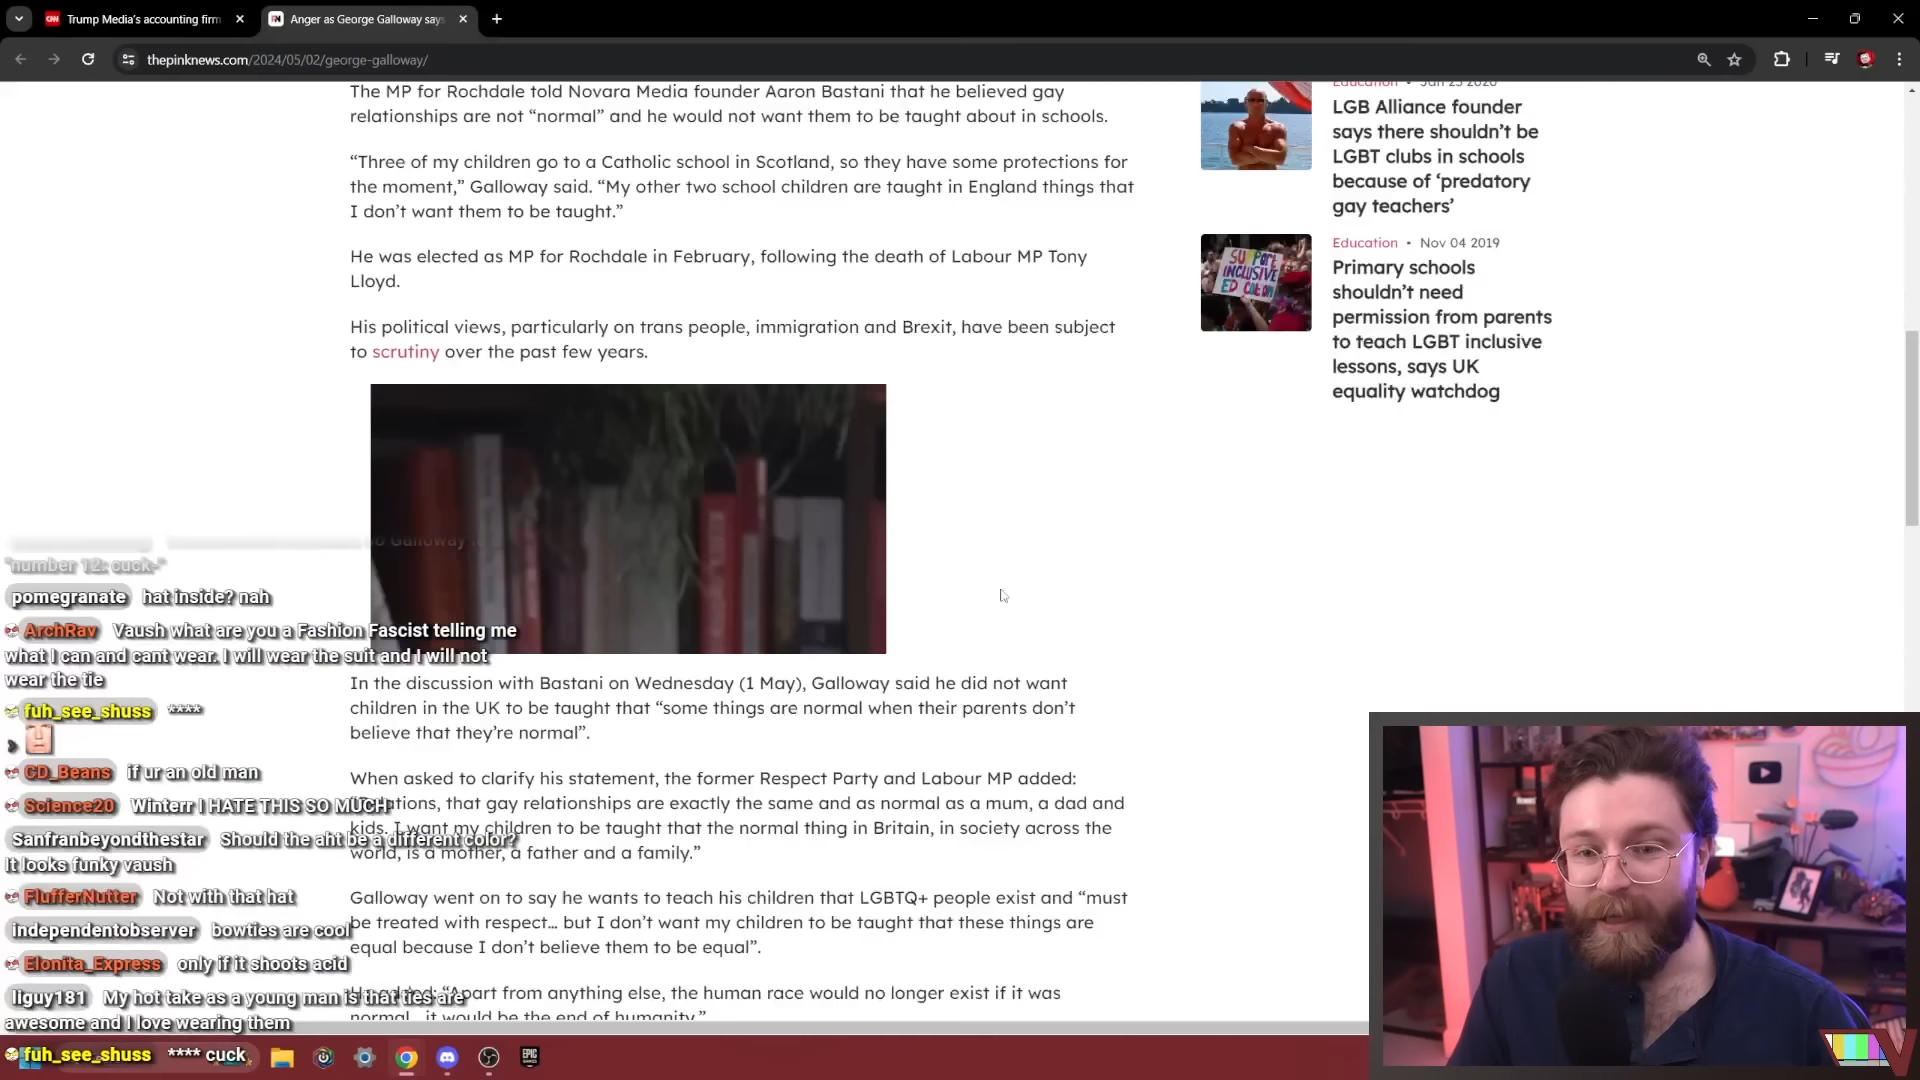 Trump Media's accounting firm
Anger as George Galloway says
thepinknews.com/2024/05/02/george-galloway/
The MP for Rochdale told Novara Media founder Aaron Bastani that he believed gay
relationships are not “normal” and he would not want them to be taught about in schools.
“Three of my children go to a Catholic school in Scotland, so they have some protections for
the moment,” Galloway said. “My other two school children are taught in England things that
I don’t want them to be taught.”
He was elected as MP for Rochdale in February, following the death of Labour MP Tony
Lloyd.
His political views, particularly on trans people, immigration and Brexit, have been subject
to scrutiny over the past few years.
In the discussion with Bastani on Wednesday (1 May), Galloway said he did not want
children in the UK to be taught that “some things are normal when their parents don’t
believe that they’re normal”.
When asked to clarify his statement, the former Respect Party and Labour MP added:
that gay relationships are exactly the same and as normal as a mum, a dad and
kids. I want my children to be taught that the normal thing in Britain, in society across the
world, is a mother, a father and a family.”
Galloway went on to say he wants to teach his children that LGBTQ+ people exist and “must
be treated with respect… but I don’t want my children to be taught that these things are
equal because I don’t believe them to be equal”.
“Apart from anything else, the human race would no longer exist if it was
normal… it would be the end of humanity.”
Education • Jan 23 2020
LGB Alliance founder
says there shouldn’t be
LGBT clubs in schools
because of ‘predatory
gay teachers’
SUPPORT
INCLUSIVE
EDUCATION
Education • Nov 04 2019
Primary schools
shouldn’t need
permission from parents
to teach LGBT inclusive
lessons, says UK
equality watchdog
"number 12: cuck-"
pomegranate hat inside? nah
ArchRav Vaush what are you a Fashion Fascist telling me
what I can and cant wear. I will wear the suit and I will not
wear the tie
fuh_see_shuss ****
CD_Beans if ur an old man
Science20 Winterr I HATE THIS SO MUCH
Sanfranbeyondthestar Should the aht be a different color?
It looks funky vaush
FlufferNutter Not with that hat
independentobserver bowties are cool
Elonita_Express only if it shoots acid
liguy181 My hot take as a young man is that ties are
awesome and I love wearing them
fuh_see_shuss **** cuck
EPIC
GAMES